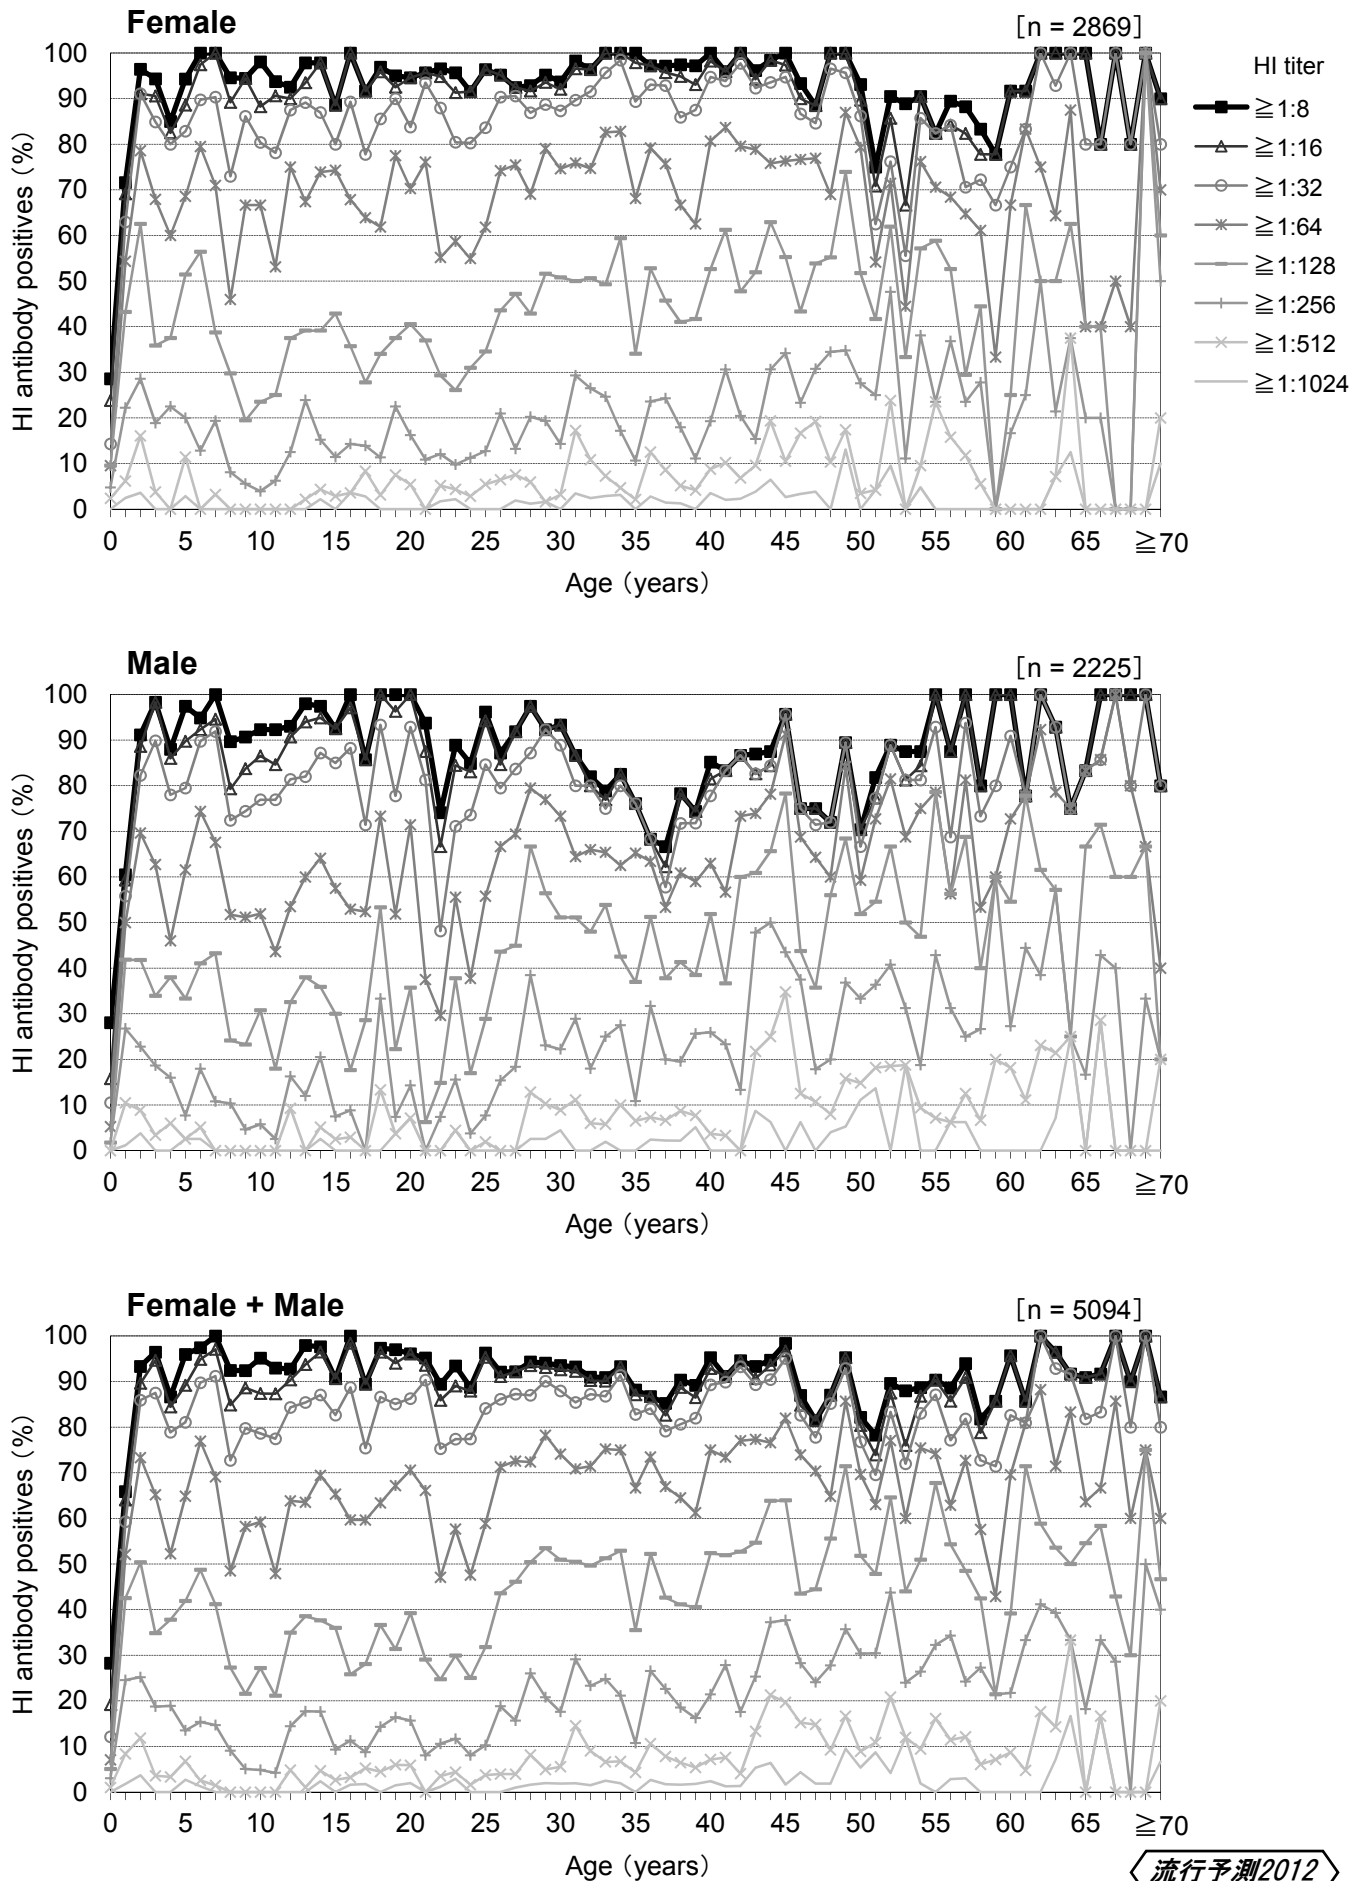 Female [n = 2869]
HI titer
≧1:8
≧1:16
≧1:32
≧1:64
≧1:128
≧1:256
≧1:512
≧1:1024
HI antibody positives (%)
100
90
80
70
60
50
40
30
20
10
0
0 5 10 15 20 25 30 35 40 45 50 55 60 65 ≧70
Age (years)
Male [n = 2225]
HI antibody positives (%)
100
90
80
70
60
50
40
30
20
10
0
0 5 10 15 20 25 30 35 40 45 50 55 60 65 ≧70
Age (years)
Female + Male [n = 5094]
HI antibody positives (%)
100
90
80
70
60
50
40
30
20
10
0
0 5 10 15 20 25 30 35 40 45 50 55 60 65 ≧70
Age (years)
流行予測2012